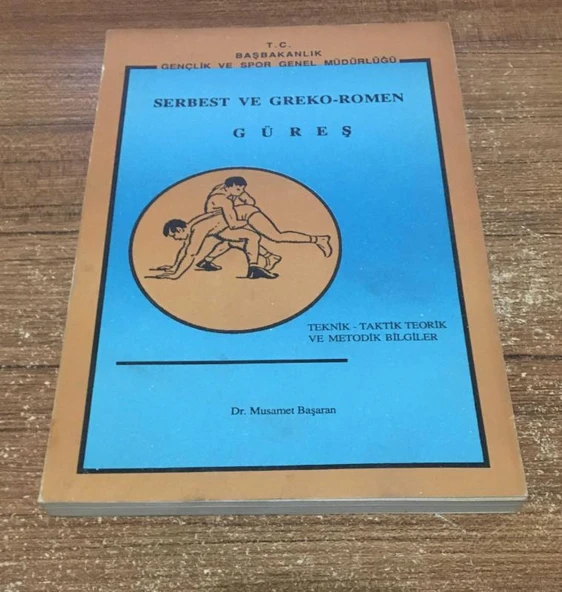 T.C.
BAŞBAKANLIK
GENÇLİK VE SPOR GENEL MÜDÜRLÜĞÜ
SERBEST VE GREKO-ROMEN
GÜREŞ
TEKNİK - TAKTİK TEORİK
VE METODİK BİLGİLER
Dr. Musamet Başaran